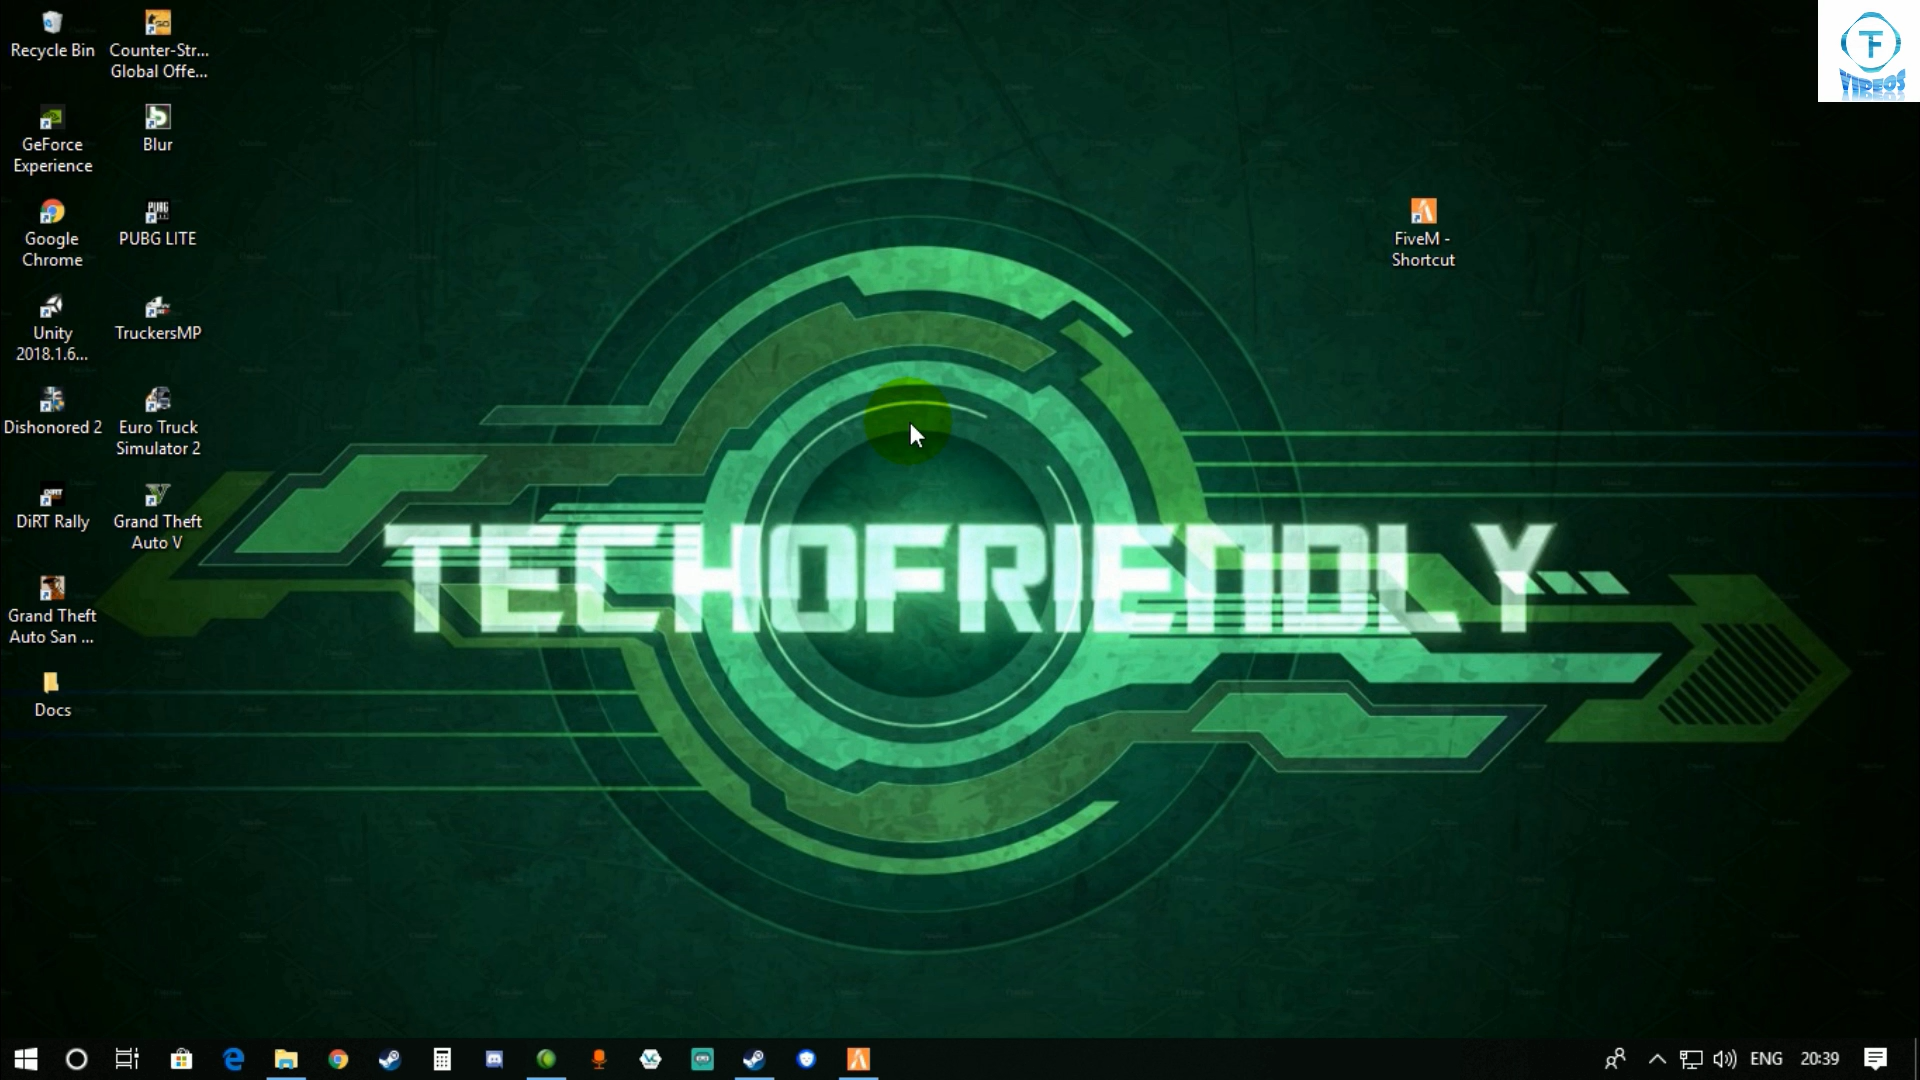 Recycle Bin
Counter-Str...
Global Offe...
GeForce
Experience
Blur
Google
Chrome
PUBG LITE
Unity
2018.1.6...
TruckersMP
Dishonored 2
Euro Truck
Simulator 2
DiRT Rally
Grand Theft
Auto V
Grand Theft
Auto San ...
Docs
FiveM -
Shortcut
TF
VIDEOS
TECHOFRIENDLY
ENG
20:39